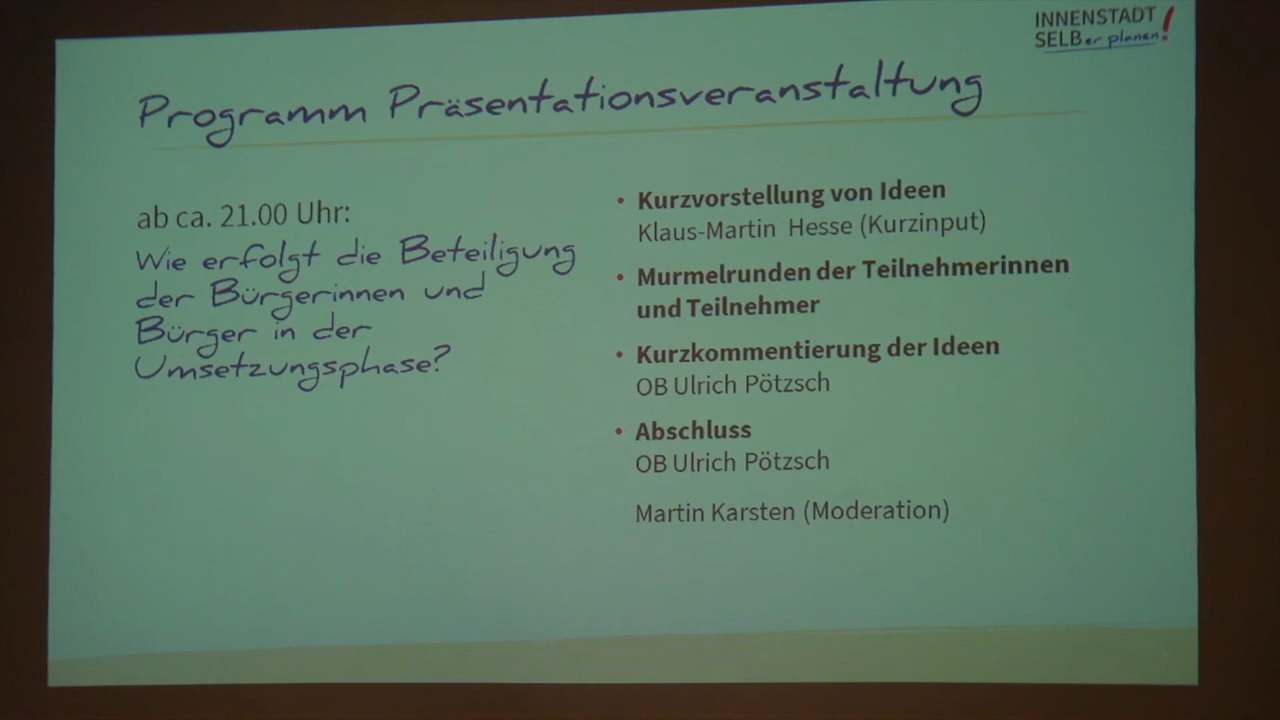 INNENSTADT
SELBer planen!
Programm Präsentationsveranstaltung
ab ca. 21.00 Uhr:
Wie erfolgt die Beteiligung
der Bürgerinnen und
Bürger in der
Umsetzungsphase?
• Kurzvorstellung von Ideen
Klaus-Martin Hesse (Kurzinput)
• Murmelrunden der Teilnehmerinnen
und Teilnehmer
• Kurzkommentierung der Ideen
OB Ulrich Pötzsch
• Abschluss
OB Ulrich Pötzsch
Martin Karsten (Moderation)